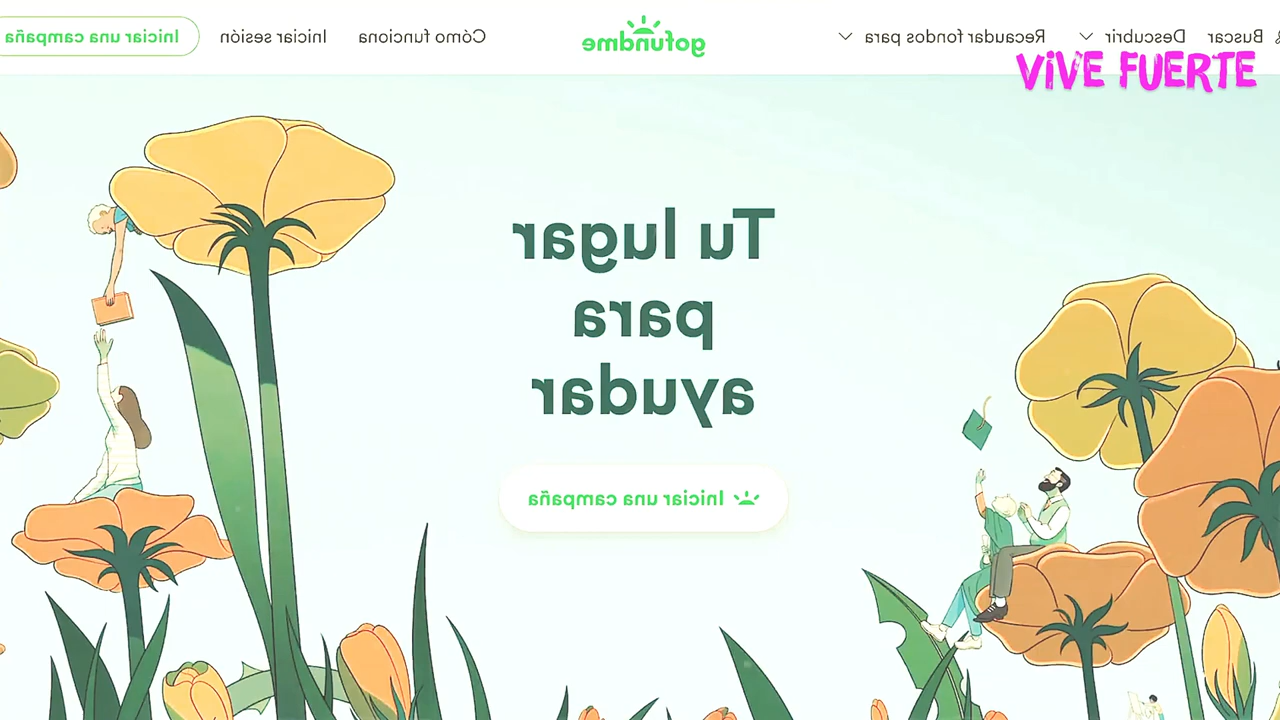 Buscar
Descubrir
Recaudar fondos para
gofundme
Cómo funciona
Iniciar sesión
Iniciar una campaña
VIVE FUERTE
Tu lugar
para
ayudar
Iniciar una campaña